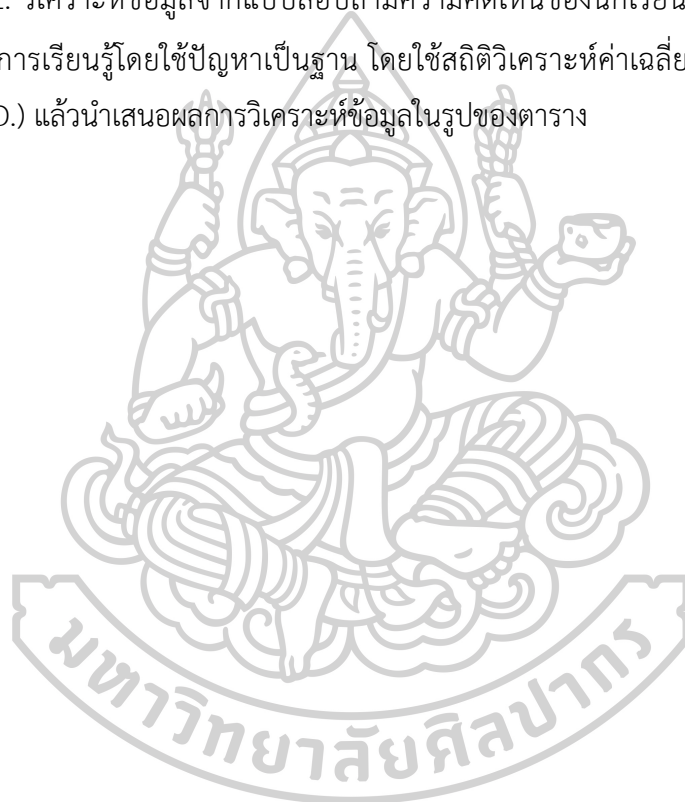 วิเคราะห์ข้อมูลจากแบบสอบถามความคิดเห็นของนักเรียน
การเรียนรู้โดยใช้ปัญหาเป็นฐาน โดยใช้สถิติวิเคราะห์ค่าเฉลี่ย
D.) แล้วนำเสนอผลการวิเคราะห์ข้อมูลในรูปของตาราง
มหาวิทยาลัยศิลปากร